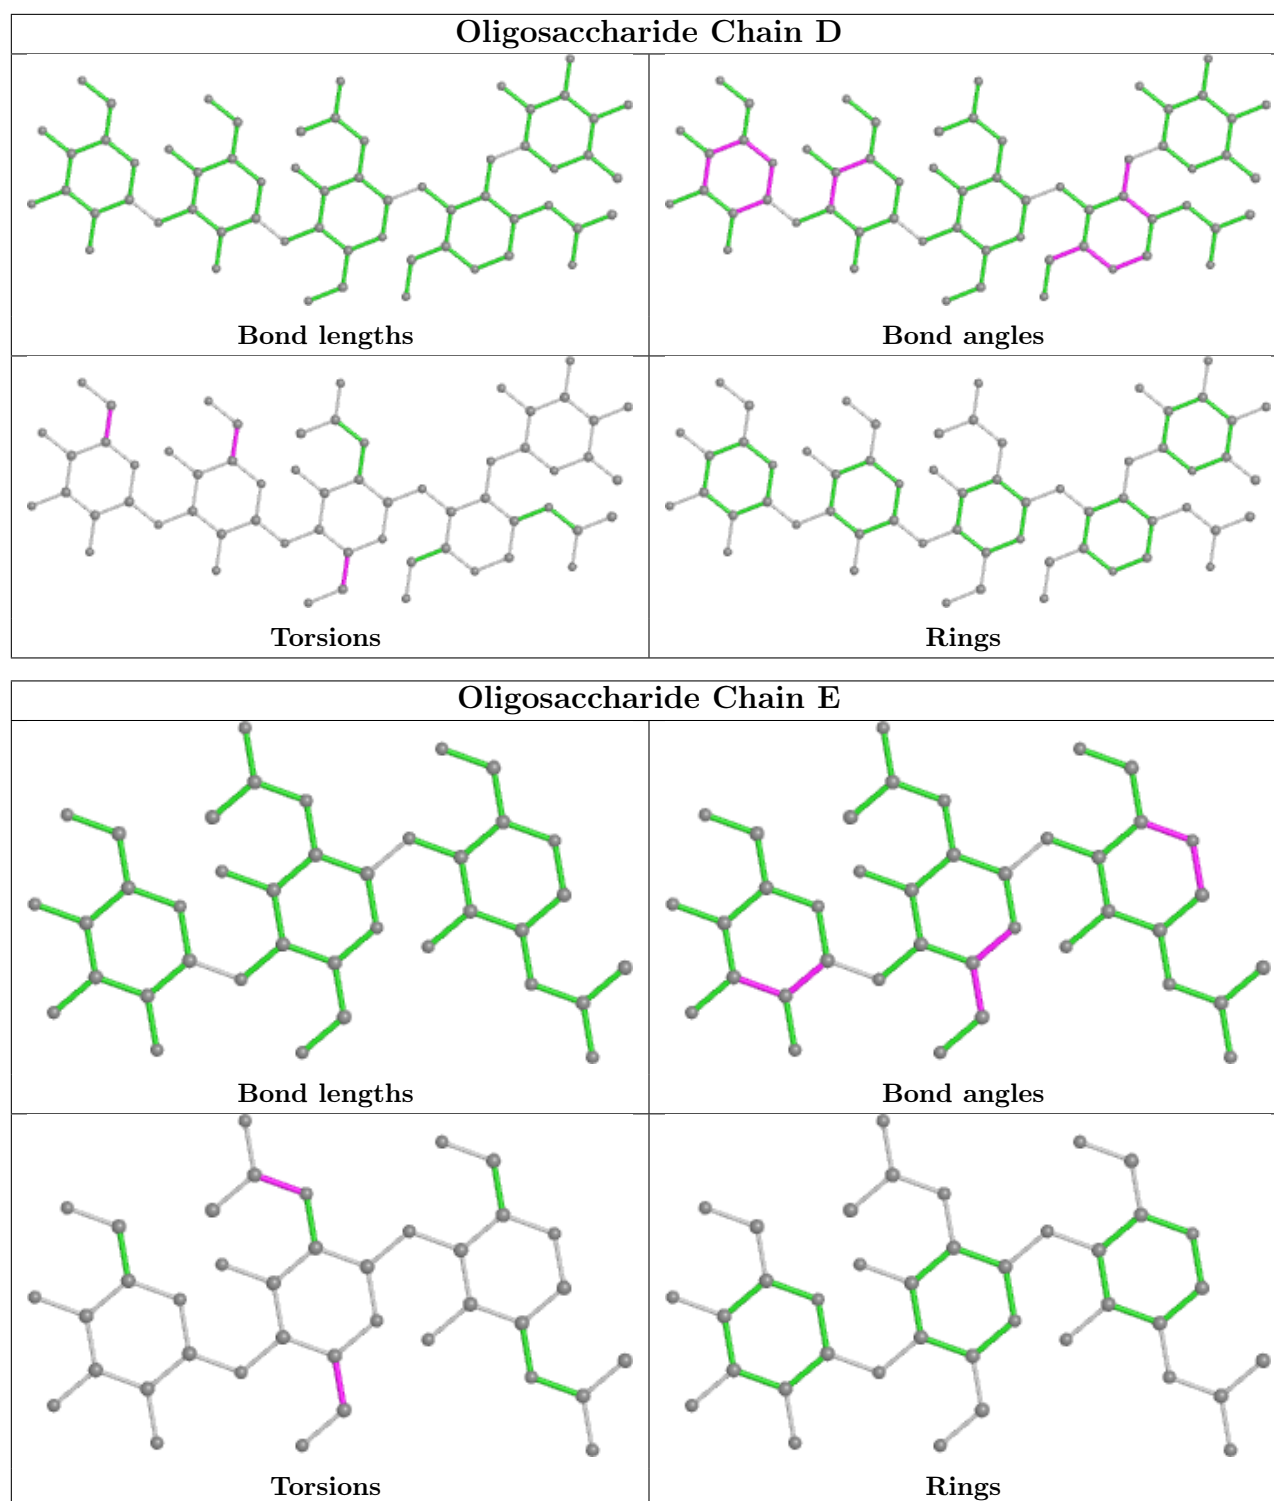 Oligosaccharide Chain D
Bond lengths
Bond angles
Torsions
Rings
Oligosaccharide Chain E
Bond lengths
Bond angles
Torsions
Rings